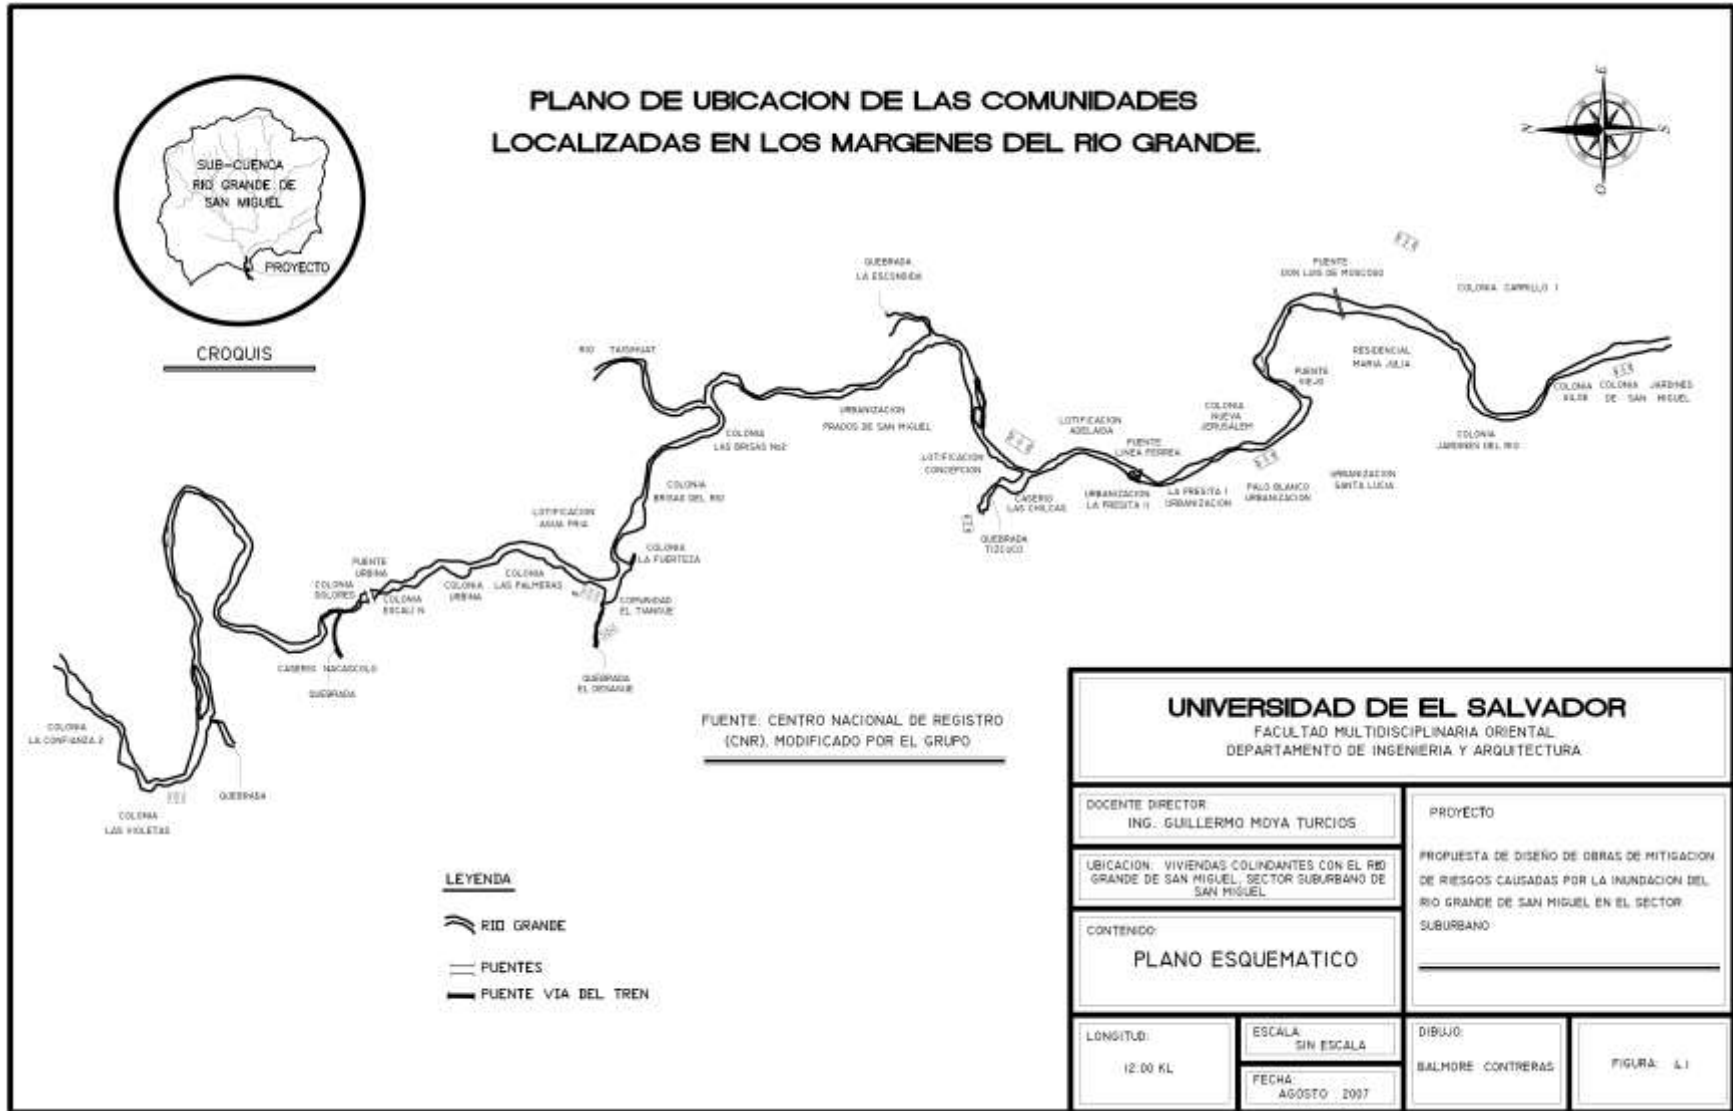 PLANO DE UBICACION DE LAS COMUNIDADES
LOCALIZADAS EN LOS MARGENES DEL RIO GRANDE.
E
N
S
O
SUB-CUENCA
RIO GRANDE DE
SAN MIGUEL
PROYECTO
CROQUIS
QUEBRADA
LA ESCONDIDA
PUENTE
DON LUIS DE MOSCOSO
COLONIA CARRILLO 1
RIO TAISIHUAT
RESIDENCIAL
MARIA JULIA
PUENTE
VIEJO
COLONIA
COLONIA JARDINES
DE SAN MIGUEL
URBANIZACION
PRADOS DE SAN MIGUEL
COLONIA
NUEVA
JERUSALEM
LOTIFICACION
ADELAIDA
COLONIA
LAS BRISAS No2
PUENTE
LINEA FERREA
COLONIA
JARDINES DEL RIO
LOTIFICACION
CONCEPCION
COLONIA
BRISAS DEL RIO
CASERIO
LAS CHILCAS
URBANIZACION
LA PRESITA II
LA PRESITA I
URBANIZACION
PALO BLANCO
URBANIZACION
URBANIZACION
SANTA LUCIA
LOTIFICACION
AGUA FRIA
QUEBRADA
TIZCUCO
COLONIA
LA FUERTEZA
PUENTE
URBINA
COLONIA
DOLORES
COLONIA
ESCALON
COLONIA
URBINA
COLONIA
LAS PALMERAS
COMUNIDAD
EL TIANGUE
CASERIO NACASCOLO
QUEBRADA
QUEBRADA
EL DESAGUE
COLONIA
LA CONFIANZA 2
QUEBRADA
COLONIA
LAS VIOLETAS
FUENTE: CENTRO NACIONAL DE REGISTRO
(CNR), MODIFICADO POR EL GRUPO
LEYENDA
RIO GRANDE
PUENTES
PUENTE VIA DEL TREN
UNIVERSIDAD DE EL SALVADOR
FACULTAD MULTIDISCIPLINARIA ORIENTAL
DEPARTAMENTO DE INGENIERIA Y ARQUITECTURA
DOCENTE DIRECTOR:
ING. GUILLERMO MOYA TURCIOS
UBICACION: VIVIENDAS COLINDANTES CON EL RIO
GRANDE DE SAN MIGUEL, SECTOR SUBURBANO DE
SAN MIGUEL
CONTENIDO:
PLANO ESQUEMATICO
PROYECTO
PROPUESTA DE DISEÑO DE OBRAS DE MITIGACION
DE RIESGOS CAUSADAS POR LA INUNDACION DEL
RIO GRANDE DE SAN MIGUEL EN EL SECTOR
SUBURBANO
LONGITUD:
12.00 KL
ESCALA:
SIN ESCALA
FECHA:
AGOSTO 2007
DIBUJO:
BALMORE CONTRERAS
FIGURA: